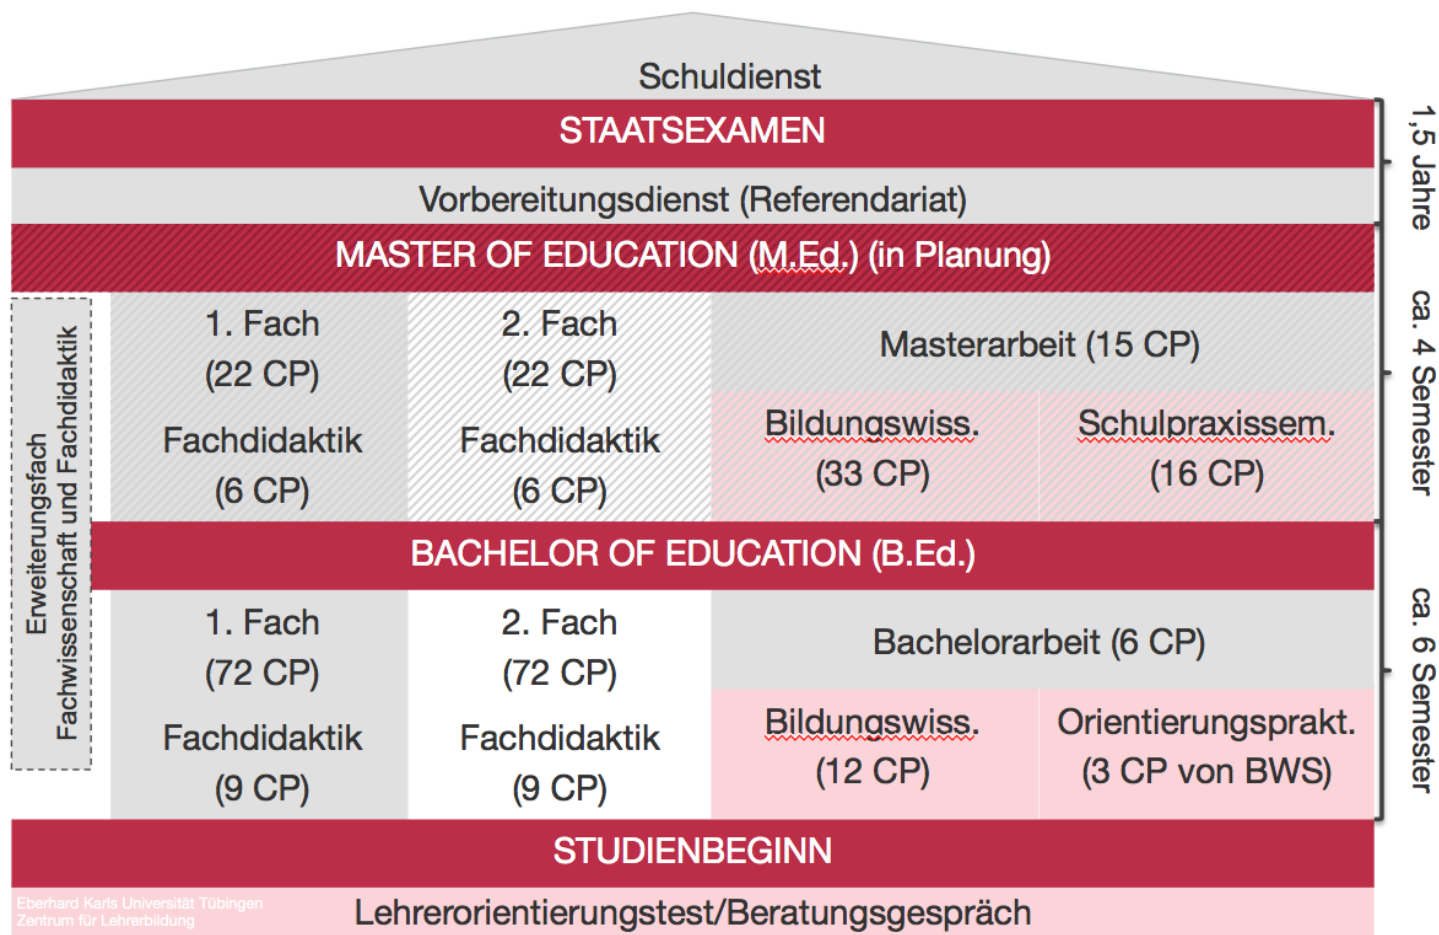 Schuldienst
STAATSEXAMEN
Vorbereitungsdienst (Referendariat)
1,5 Jahre
MASTER OF EDUCATION (M.Ed.) (in Planung)
Erweiterungsfach
Fachwissenschaft und Fachdidaktik
1. Fach
(22 CP)
Fachdidaktik
(6 CP)
2. Fach
(22 CP)
Fachdidaktik
(6 CP)
Masterarbeit (15 CP)
Bildungswiss.
(33 CP)
Schulpraxissem.
(16 CP)
ca. 4 Semester
BACHELOR OF EDUCATION (B.Ed.)
1. Fach
(72 CP)
Fachdidaktik
(9 CP)
2. Fach
(72 CP)
Fachdidaktik
(9 CP)
Bachelorarbeit (6 CP)
Bildungswiss.
(12 CP)
Orientierungsprakt.
(3 CP von BWS)
ca. 6 Semester
STUDIENBEGINN
Eberhard Karls Universität Tübingen
Zentrum für Lehrerbildung
Lehrerorientierungstest/Beratungsgespräch